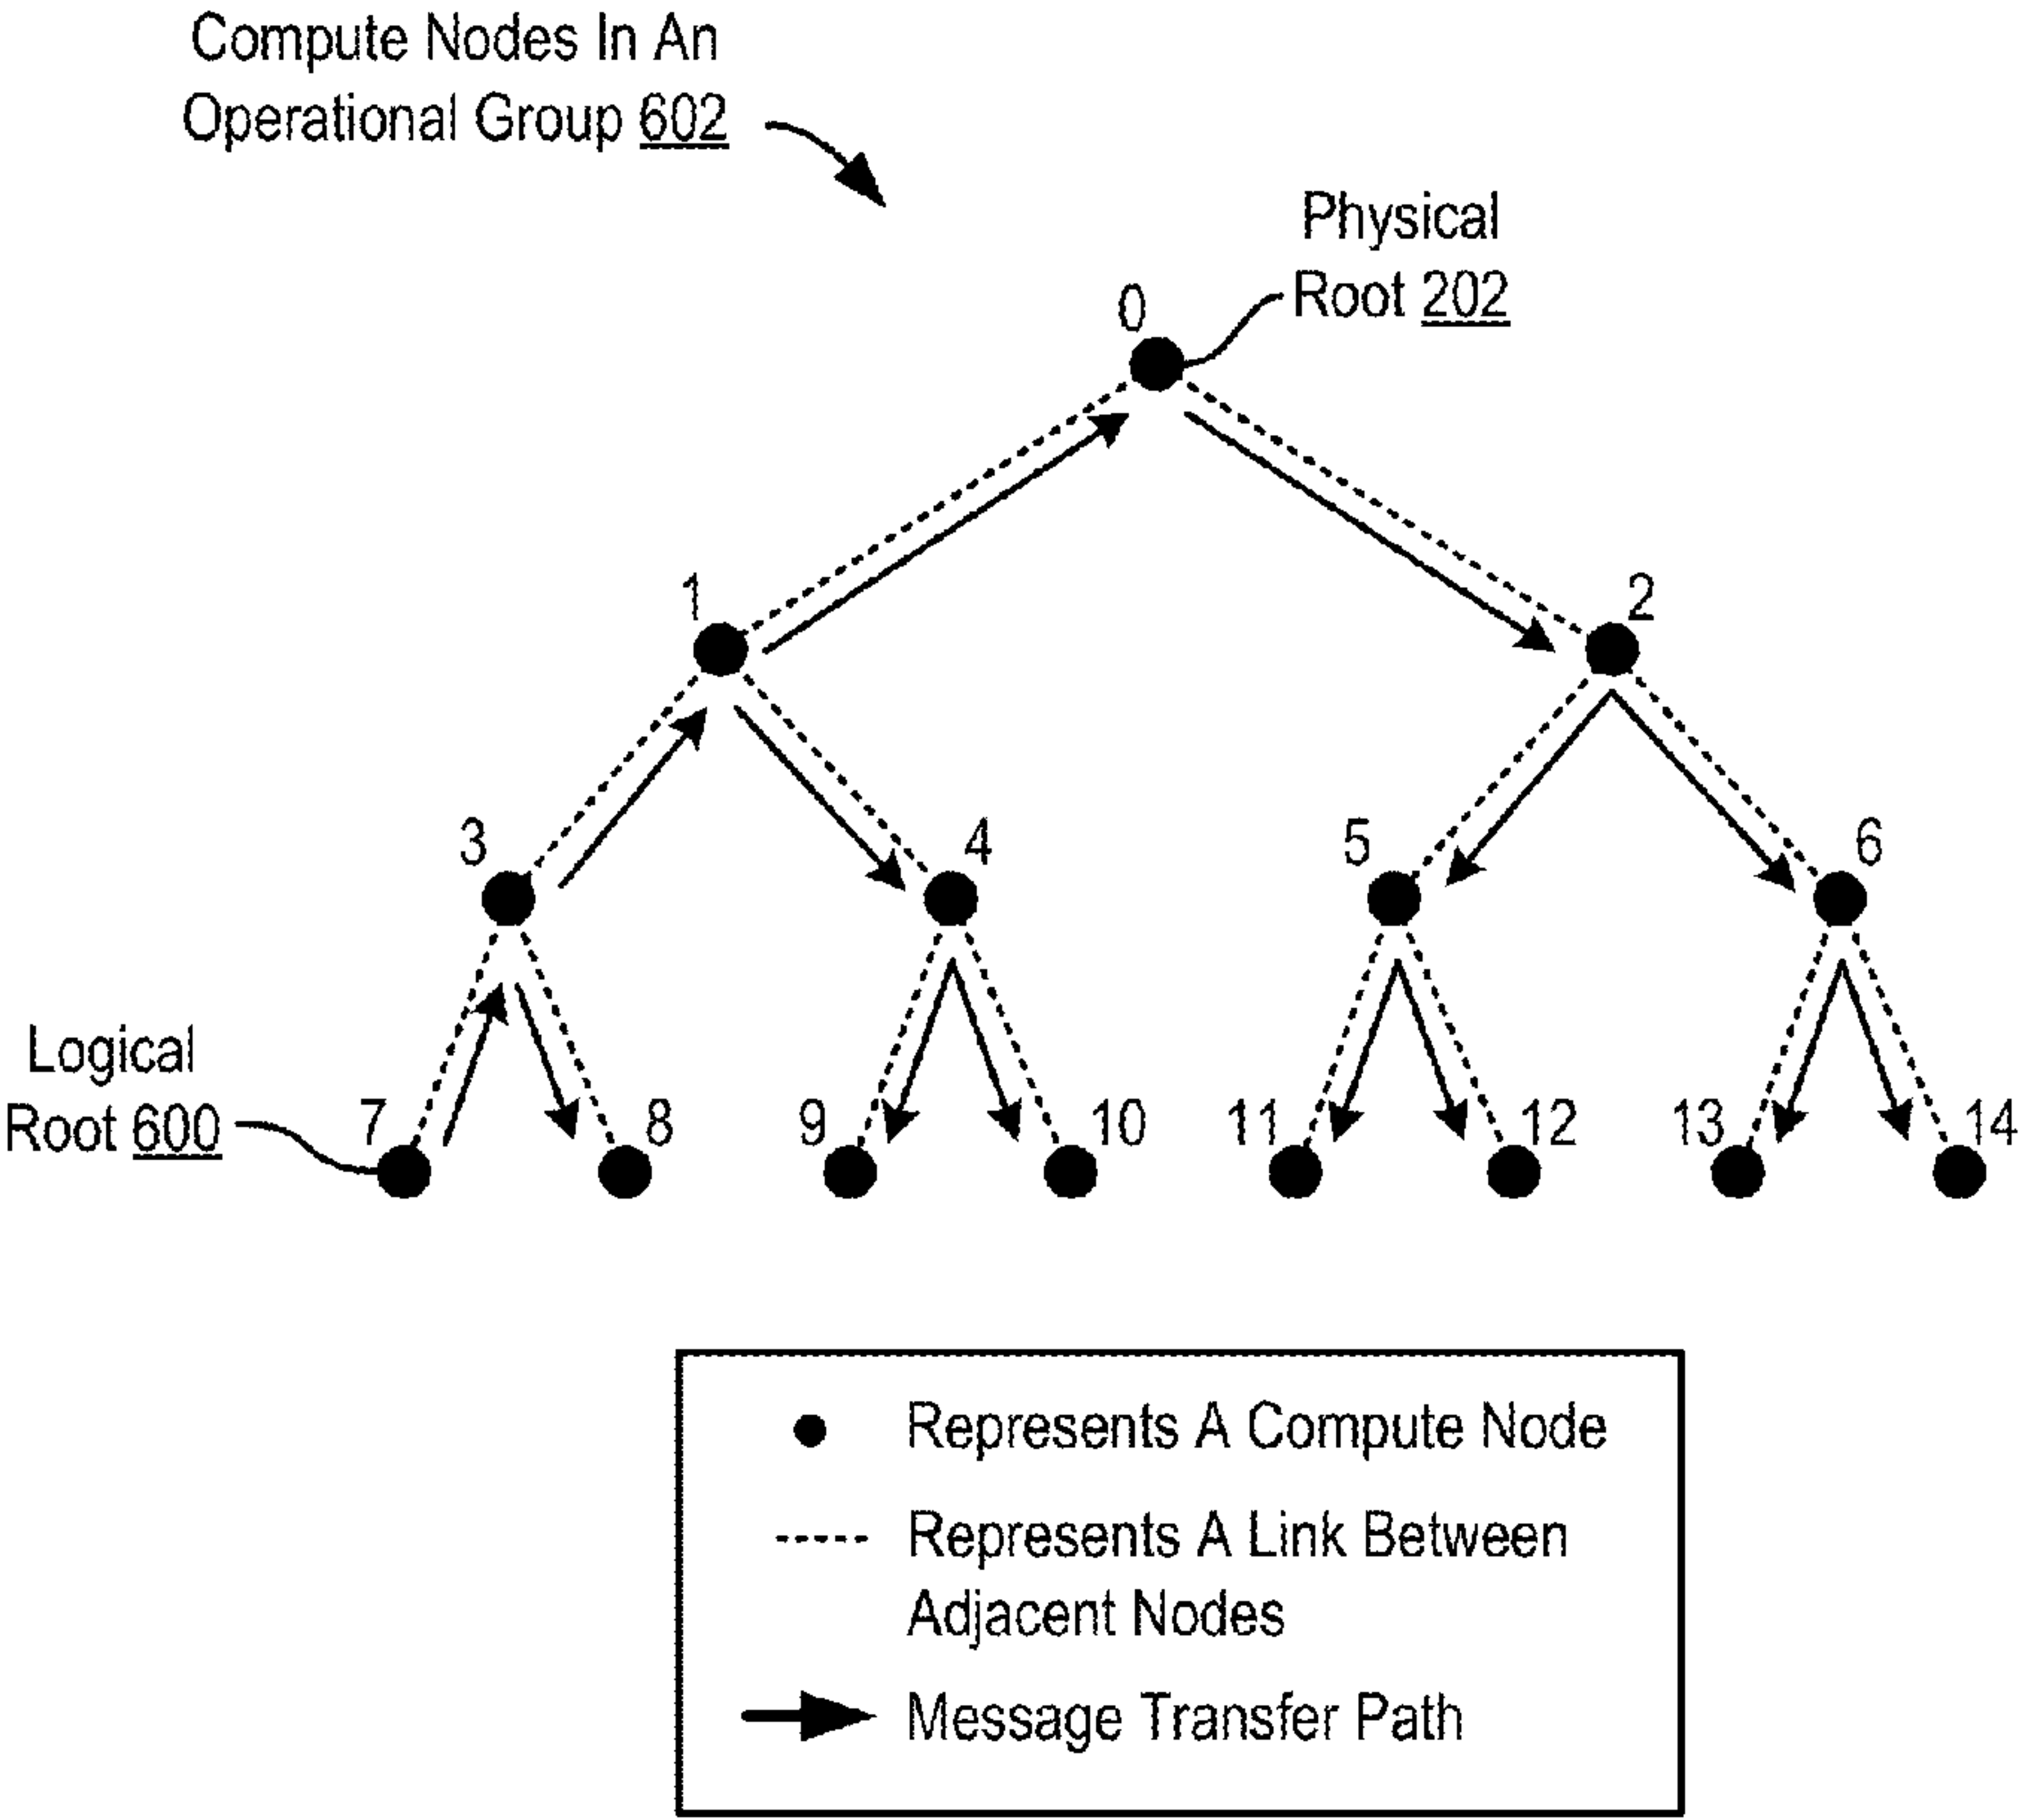 Compute Nodes In An
Operational Group 602
Physical
Root 202
0
1
2
3
4
5
6
Logical
Root 600
7
8
9
10
11
12
13
14
Represents A Compute Node
Represents A Link Between
Adjacent Nodes
Message Transfer Path